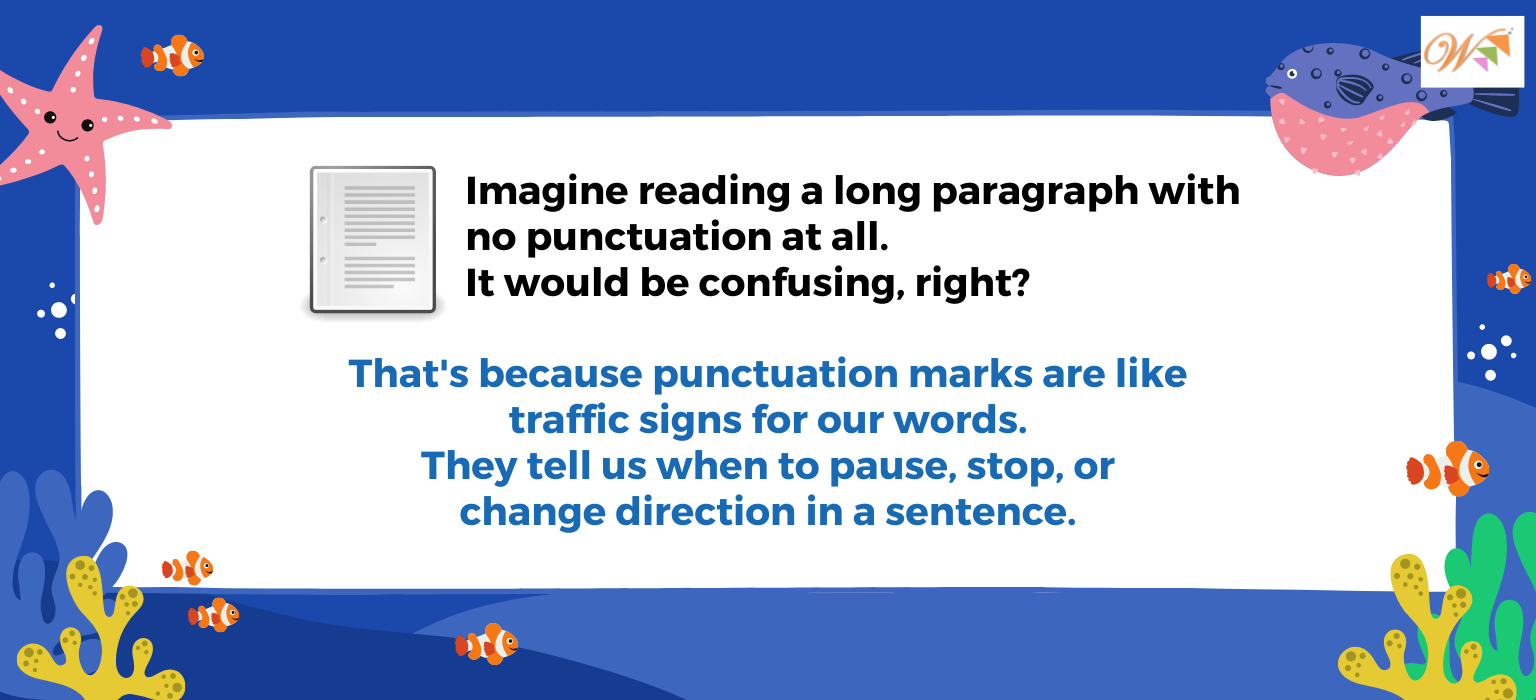 W
Imagine reading a long paragraph with
no punctuation at all.
It would be confusing, right?
That's because punctuation marks are like
traffic signs for our words.
They tell us when to pause, stop, or
change direction in a sentence.